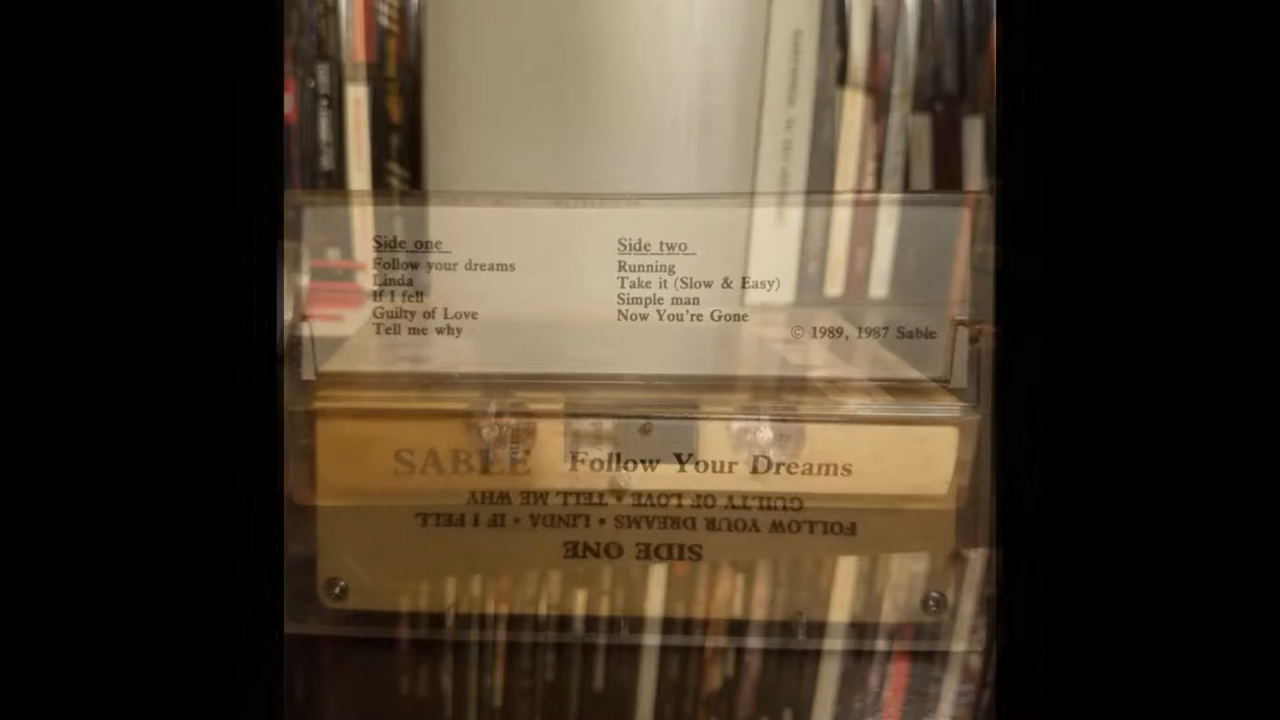 Side one
Follow your dreams
Linda
If I fell
Guilty of Love
Tell me why
Side two
Running
Take it (Slow & Easy)
Simple man
Now You're Gone
© 1989, 1987 Sable
SABLE Follow Your Dreams
SIDE ONE
FOLLOW YOUR DREAMS • LINDA • IF I FELL
GUILTY OF LOVE • TELL ME WHY